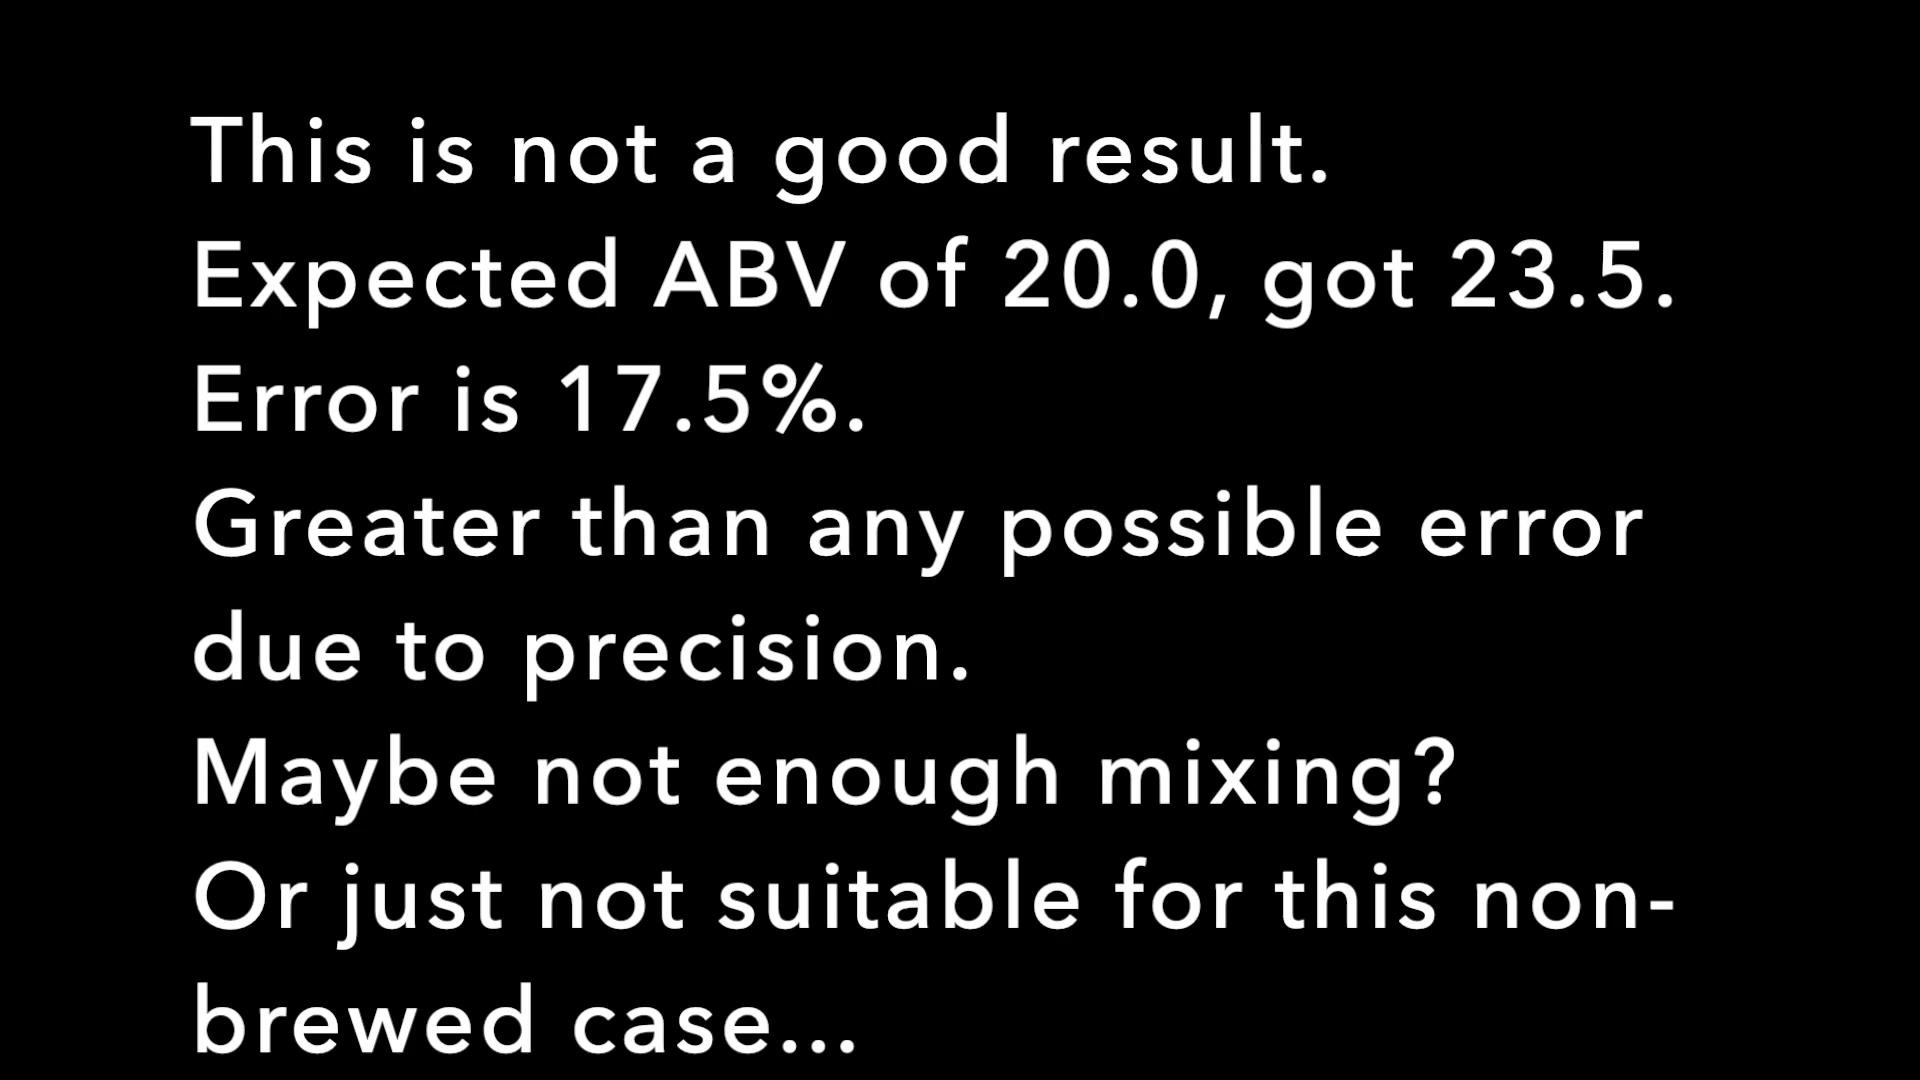 This is not a good result.
Expected ABV of 20.0, got 23.5.
Error is 17.5%.
Greater than any possible error
due to precision.
Maybe not enough mixing?
Or just not suitable for this non-
brewed case...